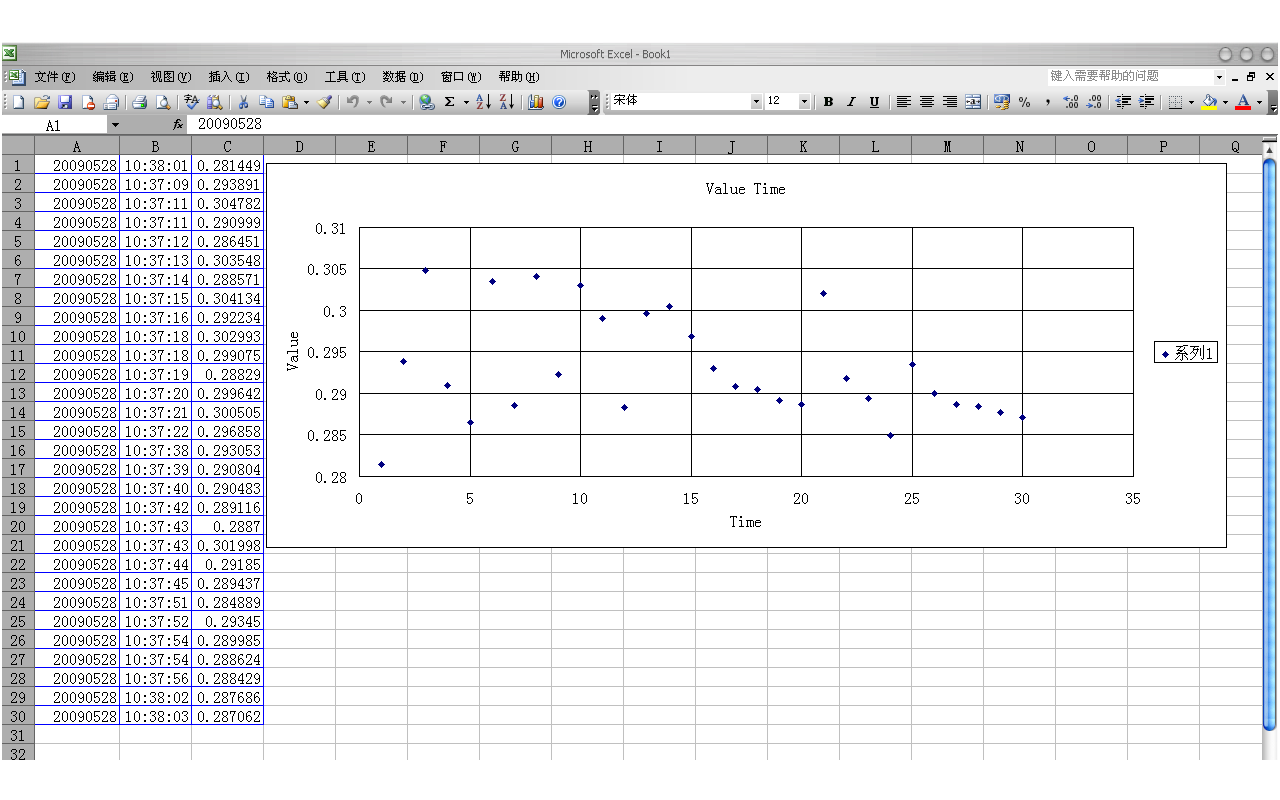 Microsoft Excel - Book1
文件(F) 编辑(E) 视图(V) 插入(I) 格式(O) 工具(T) 数据(D) 窗口(W) 帮助(H) 键入需要帮助的问题
宋体 12 B I U
A1 fx 20090528
A B C D E F G H I J K L M N O P Q
1 20090528 10:38:01 0.281449
2 20090528 10:37:09 0.293891
3 20090528 10:37:11 0.304782
4 20090528 10:37:11 0.290999
5 20090528 10:37:12 0.286451
6 20090528 10:37:13 0.303548
7 20090528 10:37:14 0.288571
8 20090528 10:37:15 0.304134
9 20090528 10:37:16 0.292234
10 20090528 10:37:18 0.302993
11 20090528 10:37:18 0.299075
12 20090528 10:37:19 0.28829
13 20090528 10:37:20 0.299642
14 20090528 10:37:21 0.300505
15 20090528 10:37:22 0.296858
16 20090528 10:37:38 0.293053
17 20090528 10:37:39 0.290804
18 20090528 10:37:40 0.290483
19 20090528 10:37:42 0.289116
20 20090528 10:37:43 0.2887
21 20090528 10:37:43 0.301998
22 20090528 10:37:44 0.29185
23 20090528 10:37:45 0.289437
24 20090528 10:37:51 0.284889
25 20090528 10:37:52 0.29345
26 20090528 10:37:54 0.289985
27 20090528 10:37:54 0.288624
28 20090528 10:37:56 0.288429
29 20090528 10:38:02 0.287686
30 20090528 10:38:03 0.287062
31
32
Value Time
0.31
0.305
0.3
0.295
0.29
0.285
0.28
Value
0 5 10 15 20 25 30 35
Time
系列1